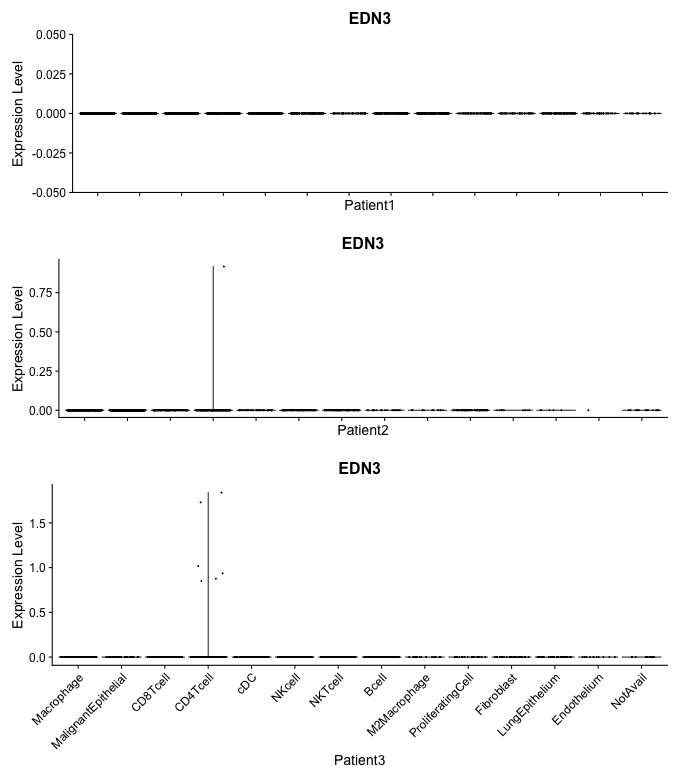 EDN3
Expression Level
0.050
0.025
0.000
-0.025
-0.050
Patient1
EDN3
Expression Level
0.75
0.50
0.25
0.00
Patient2
EDN3
Expression Level
1.5
1.0
0.5
0.0
Macrophage
MalignantEpithelial
CD8Tcell
CD4Tcell
cDC
NKcell
NKTcell
Bcell
M2Macrophage
ProliferatingCell
Fibroblast
LungEpithelium
Endothelium
NotAvail
Patient3